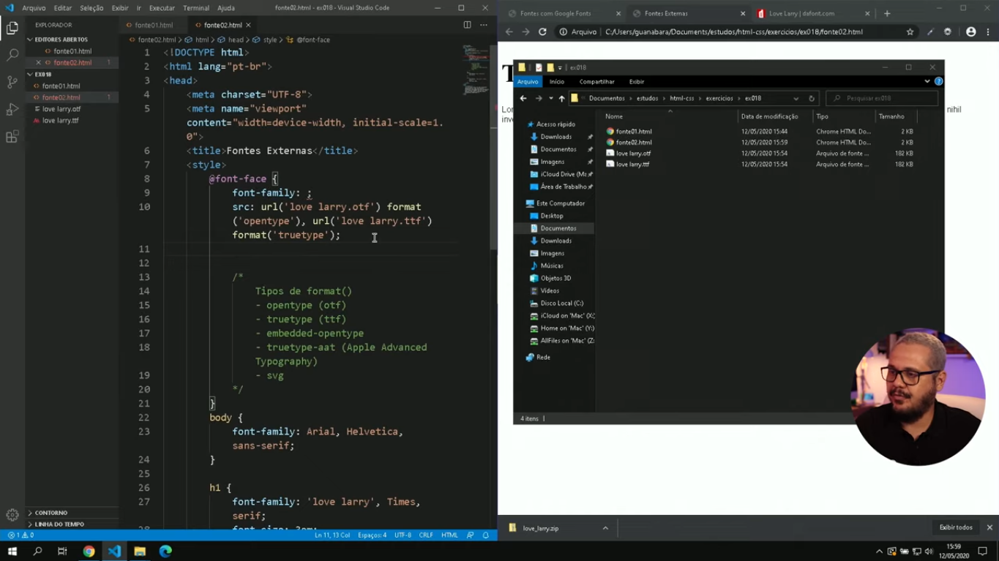 Arquivo Editar Seleção Exibir Ir Executar Terminal Ajuda fonte02.html - ex018 - Visual Studio Code
EXPLORADOR
EDITORES ABERTOS
fonte01.html
fonte02.html 1
EX018
fonte01.html
fonte02.html 1
love larry.otf
love larry.ttf
CONTORNO
LINHA DO TEMPO
fonte01.html fonte02.html
fonte02.html > html > head > style > @font-face
1 <!DOCTYPE html>
2 <html lang="pt-br">
3 <head>
4 <meta charset="UTF-8">
5 <meta name="viewport"
content="width=device-width, initial-scale=1.
0">
6 <title>Fontes Externas</title>
7 <style>
8 @font-face {
9 font-family: ;
10 src: url('love larry.otf') format
('opentype'), url('love larry.ttf')
format('truetype');
11
12
13 /*
14 Tipos de format()
15 - opentype (otf)
16 - truetype (ttf)
17 - embedded-opentype
18 - truetype-aat (Apple Advanced
Typography)
19 - svg
20 */
21 }
22 body {
23 font-family: Arial, Helvetica,
sans-serif;
24 }
25
26 h1 {
27 font-family: 'love larry', Times,
serif;
1 0 Ln 11, 13 Col Espaços: 4 UTF-8 CRLF HTML
Fontes com Google Fonts Fontes Externas Love Larry | dafont.com
Arquivo C:/Users/guanabara/Documents/estudos/html-css/exercicios/ex018/fonte02.html
nihil
ex018
Arquivo Início Compartilhar Exibir
Documentos > estudos > html-css > exercicios > ex018 Pesquisar ex018
Nome Data de modificação Tipo Tamanho
fonte01.html 12/05/2020 15:44 Chrome HTML Do... 2 KB
fonte02.html 12/05/2020 15:59 Chrome HTML Do... 2 KB
love larry.otf 12/05/2020 15:54 Arquivo de fonte ... 182 KB
love larry.ttf 12/05/2020 15:54 Arquivo de fonte ... 182 KB
Acesso rápido
Downloads
Documentos
Imagens
iCloud Drive (Ma
Área de Trabalho
Este Computador
Desktop
Documentos
Downloads
Imagens
Músicas
Objetos 3D
Vídeos
Disco Local (C:)
iCloud on 'Mac' (X:
Home on 'Mac' (Y:)
AllFiles on 'Mac' (Z:
Rede
4 itens
love_larry.zip Exibir todos
15:59
12/05/2020